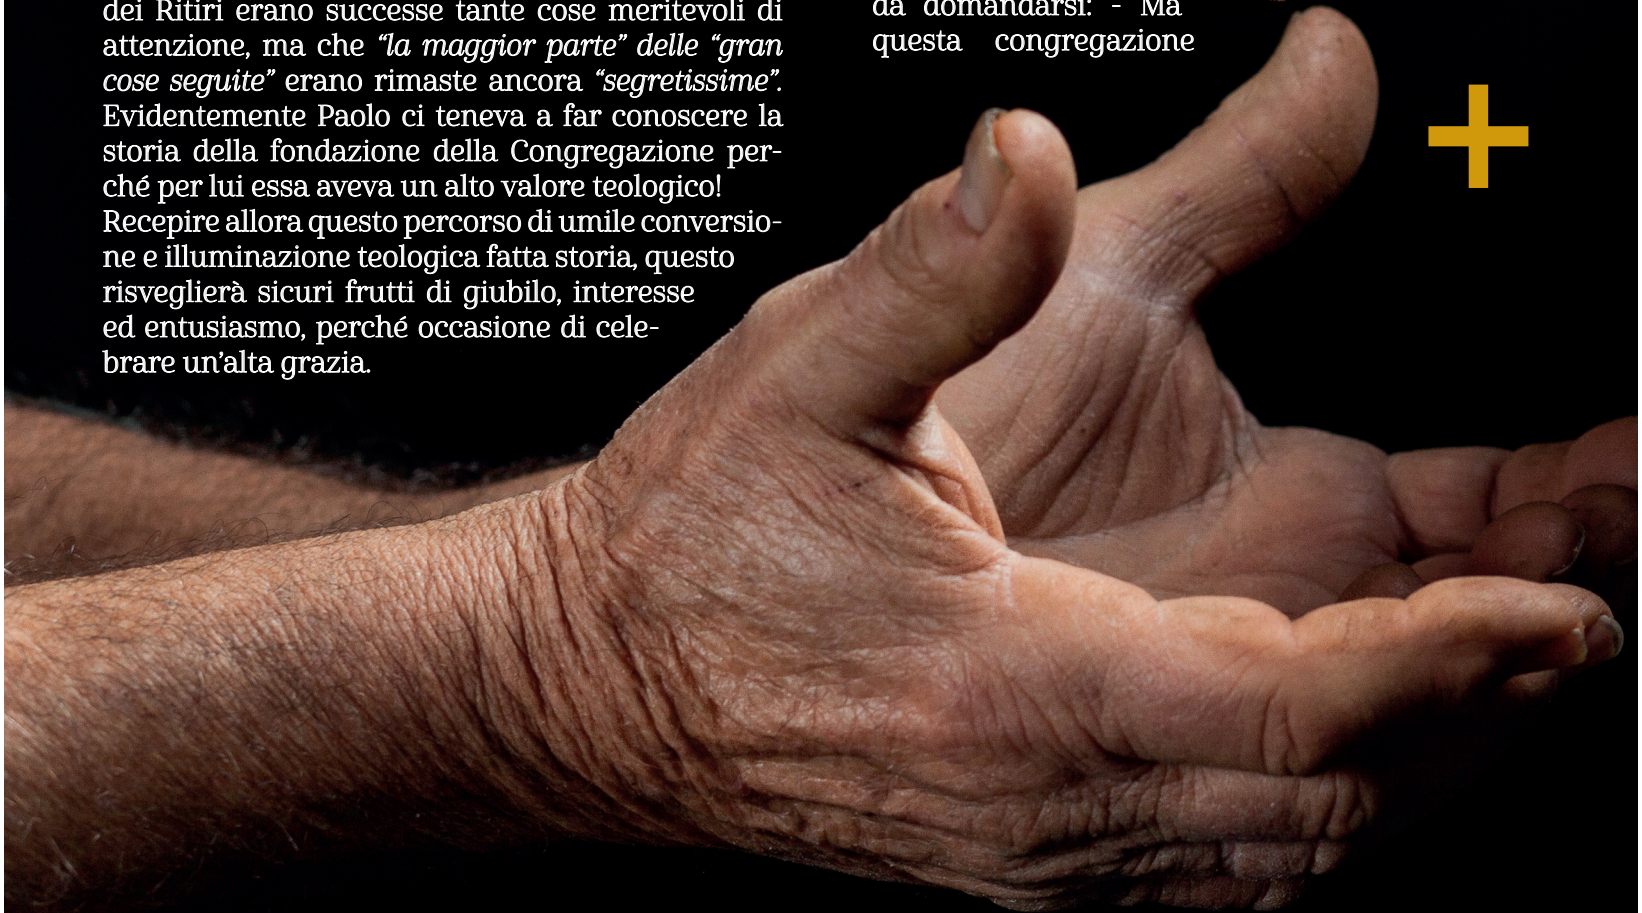 dei Ritiri erano successe tante cose meritevoli di
attenzione, ma che “la maggior parte” delle “gran
cose seguite” erano rimaste ancora “segretissime”.
Evidentemente Paolo ci teneva a far conoscere la
storia della fondazione della Congregazione per-
ché per lui essa aveva un alto valore teologico!
Recepire allora questo percorso di umile conversio-
ne e illuminazione teologica fatta storia, questo
risveglierà sicuri frutti di giubilo, interesse
ed entusiasmo, perché occasione di cele-
brare un’alta grazia.
da domandarsi: - Ma
questa congregazione